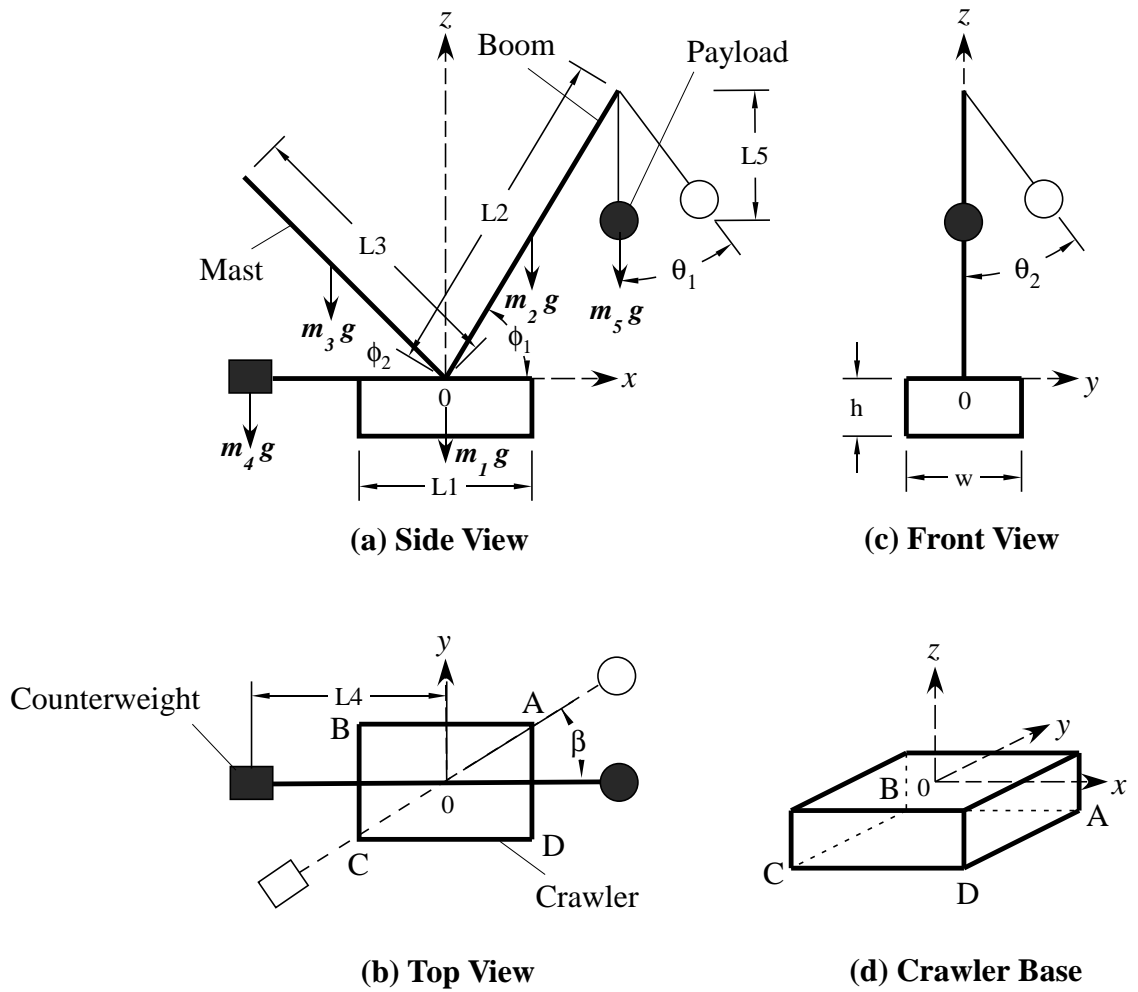 z
Boom
Payload
L5
L2
L3
Mast
θ1
m2 g
m5 g
m3 g
ϕ1
ϕ2
x
0
m4 g
m1 g
L1
(a) Side View
z
θ2
y
0
h
w
(c) Front View
y
Counterweight
L4
A
B
β
0
C
D
Crawler
(b) Top View
z
y
B
0
x
A
C
D
(d) Crawler Base